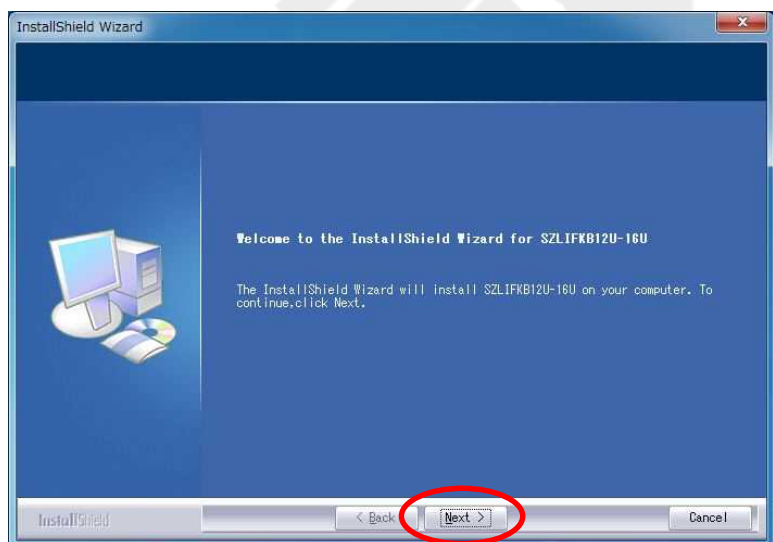 InstallShield Wizard
Welcome to the InstallShield Wizard for SZLIFKB12U-16U
The InstallShield Wizard will install SZLIFKB12U-16U on your computer. To
continue,click Next.
InstallShield
< Back
Next >
Cancel